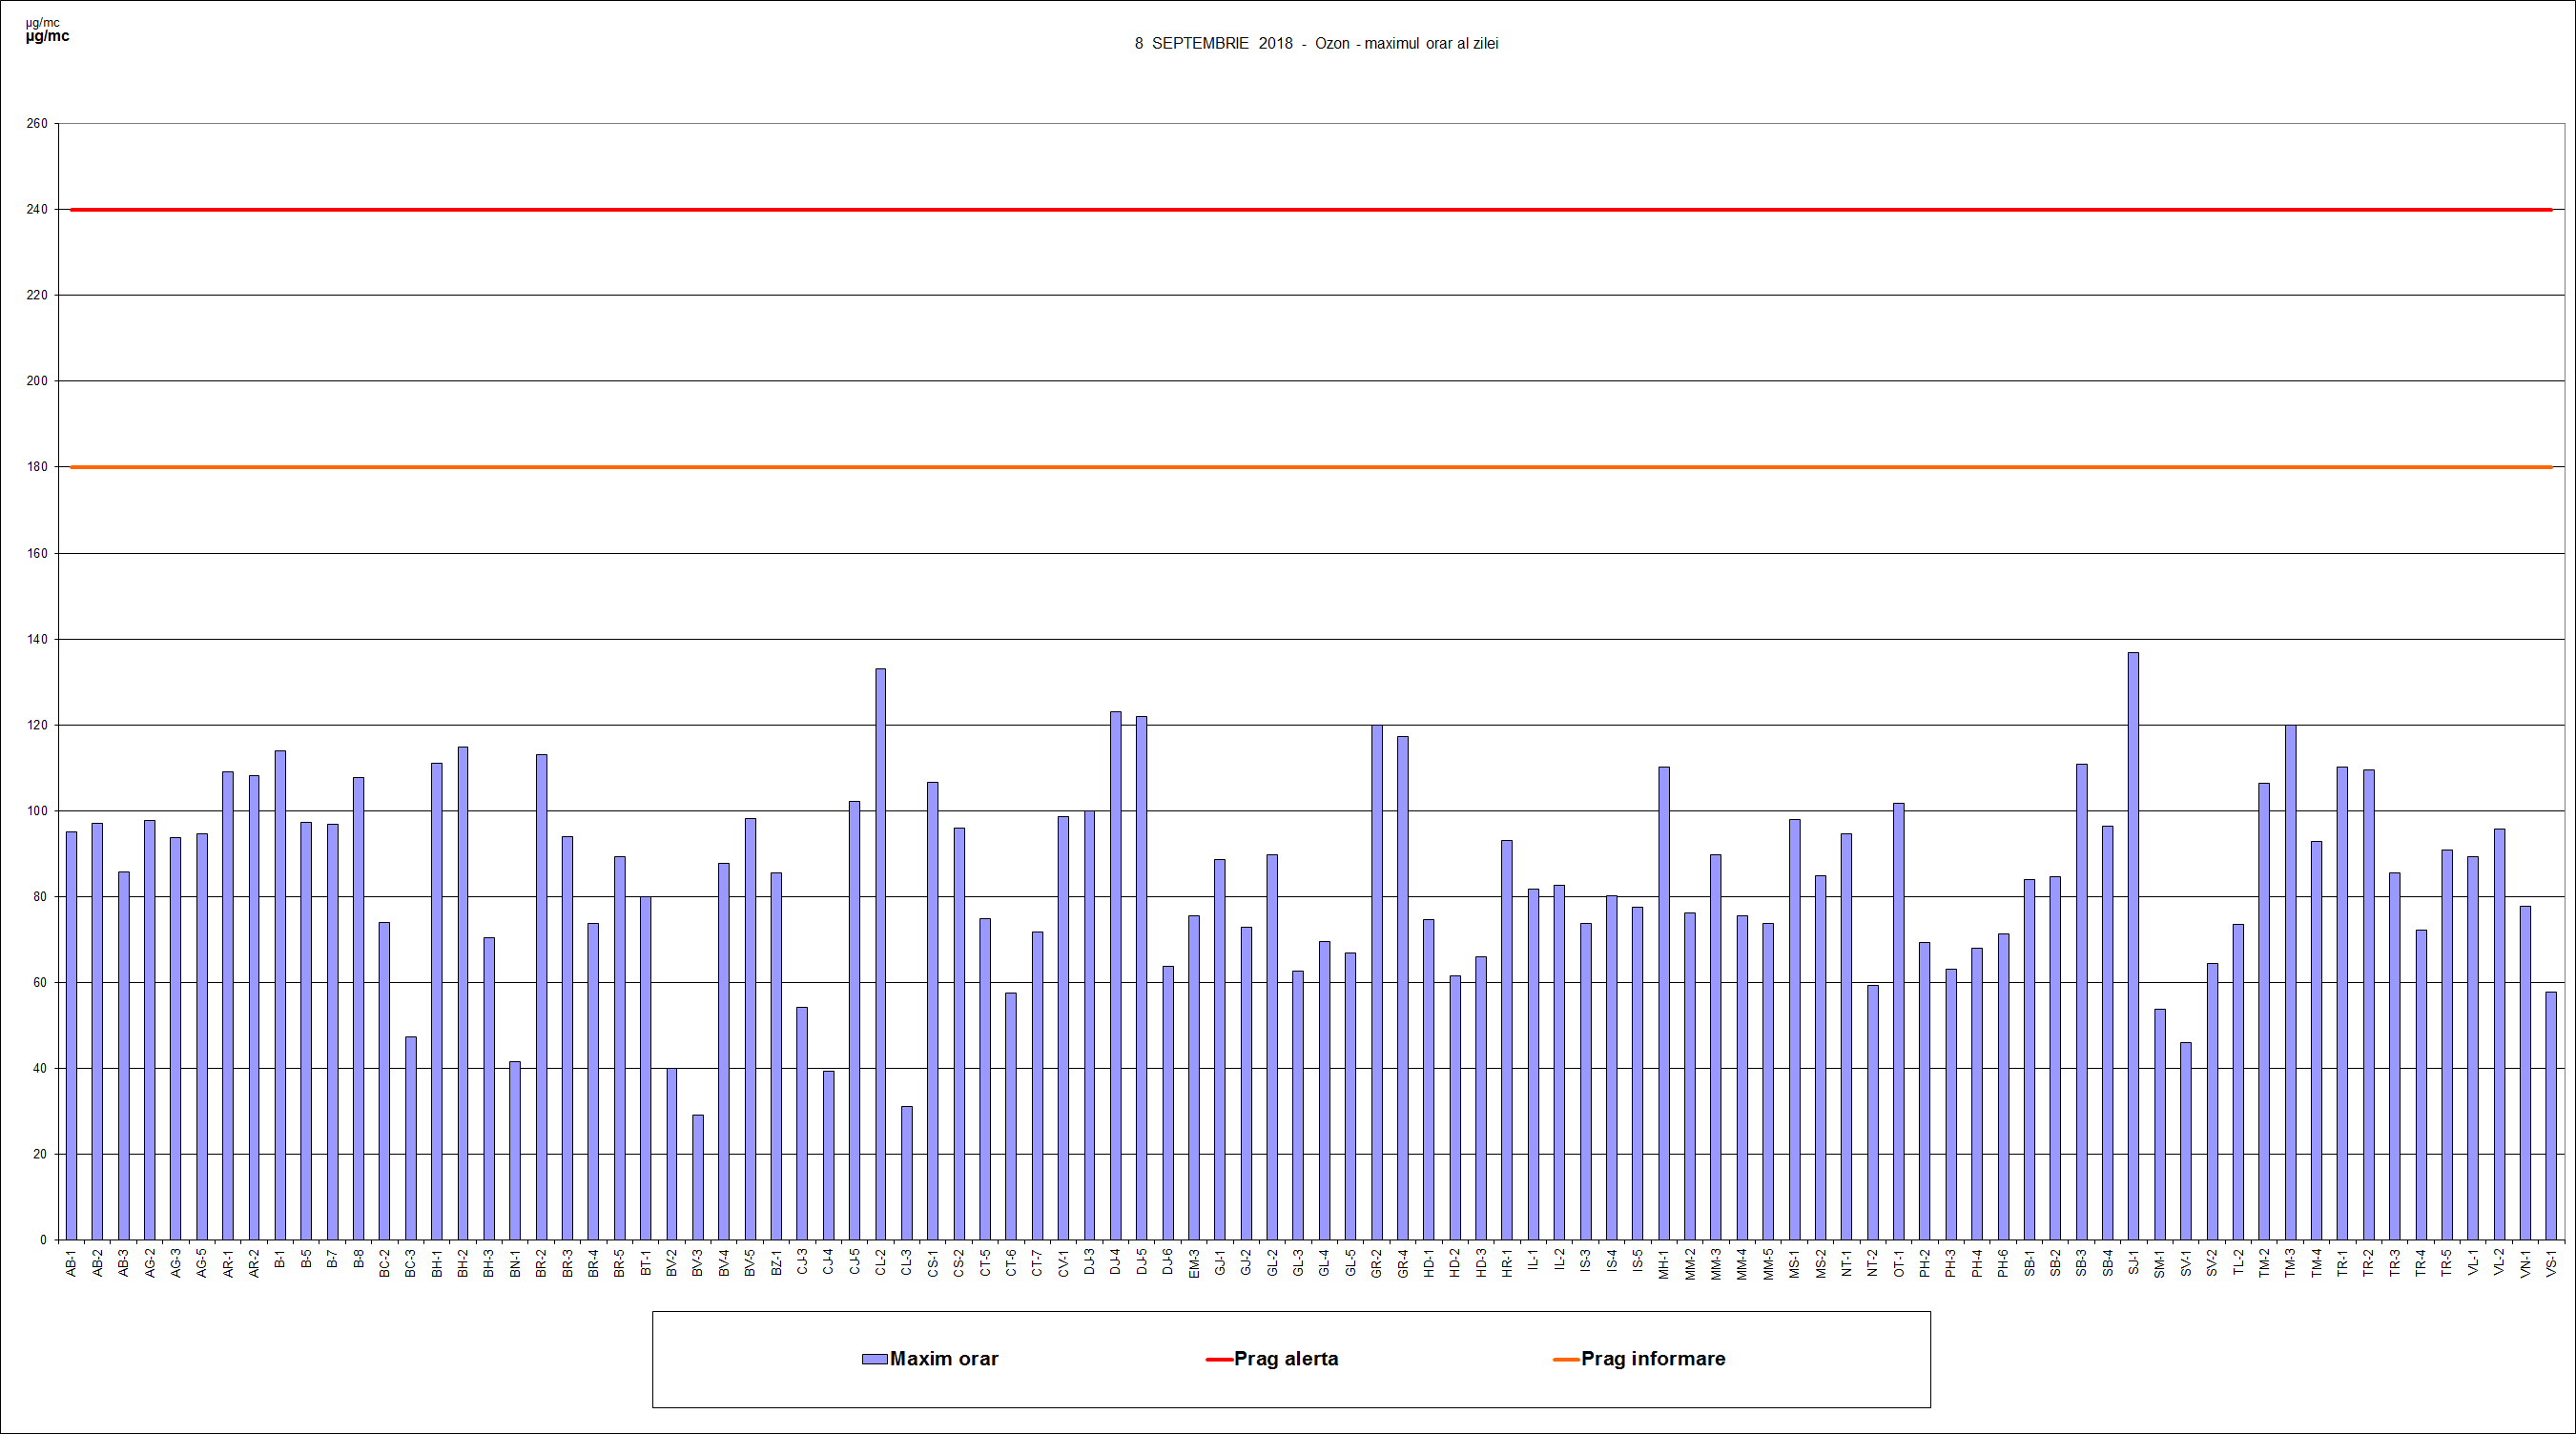 µg/mc
µg/mc
8 SEPTEMBRIE 2018 - Ozon - maximul orar al zilei
260
240
220
200
180
160
140
120
100
80
60
40
20
0
AB-1 AB-2 AB-3 AG-2 AG-3 AG-5 AR-1 AR-2 B-1 B-5 B-7 B-8 BC-2 BC-3 BH-1 BH-2 BH-3 BN-1 BR-2 BR-3 BR-4 BR-5 BT-1 BV-2 BV-3 BV-4 BV-5 BZ-1 CJ-3 CJ-4 CJ-5 CL-2 CL-3 CS-1 CS-2 CT-5 CT-6 CT-7 CV-1 DJ-3 DJ-4 DJ-5 DJ-6 EM-3 GJ-1 GJ-2 GL-2 GL-3 GL-4 GL-5 GR-2 GR-4 HD-1 HD-2 HD-3 HR-1 IL-1 IL-2 IS-3 IS-4 IS-5 MH-1 MM-2 MM-3 MM-4 MM-5 MS-1 MS-2 NT-1 NT-2 OT-1 PH-2 PH-3 PH-4 PH-6 SB-1 SB-2 SB-3 SB-4 SJ-1 SM-1 SV-1 SV-2 TL-2 TM-2 TM-3 TM-4 TR-1 TR-2 TR-3 TR-4 TR-5 VL-1 VL-2 VN-1 VS-1
Maxim orar Prag alerta Prag informare